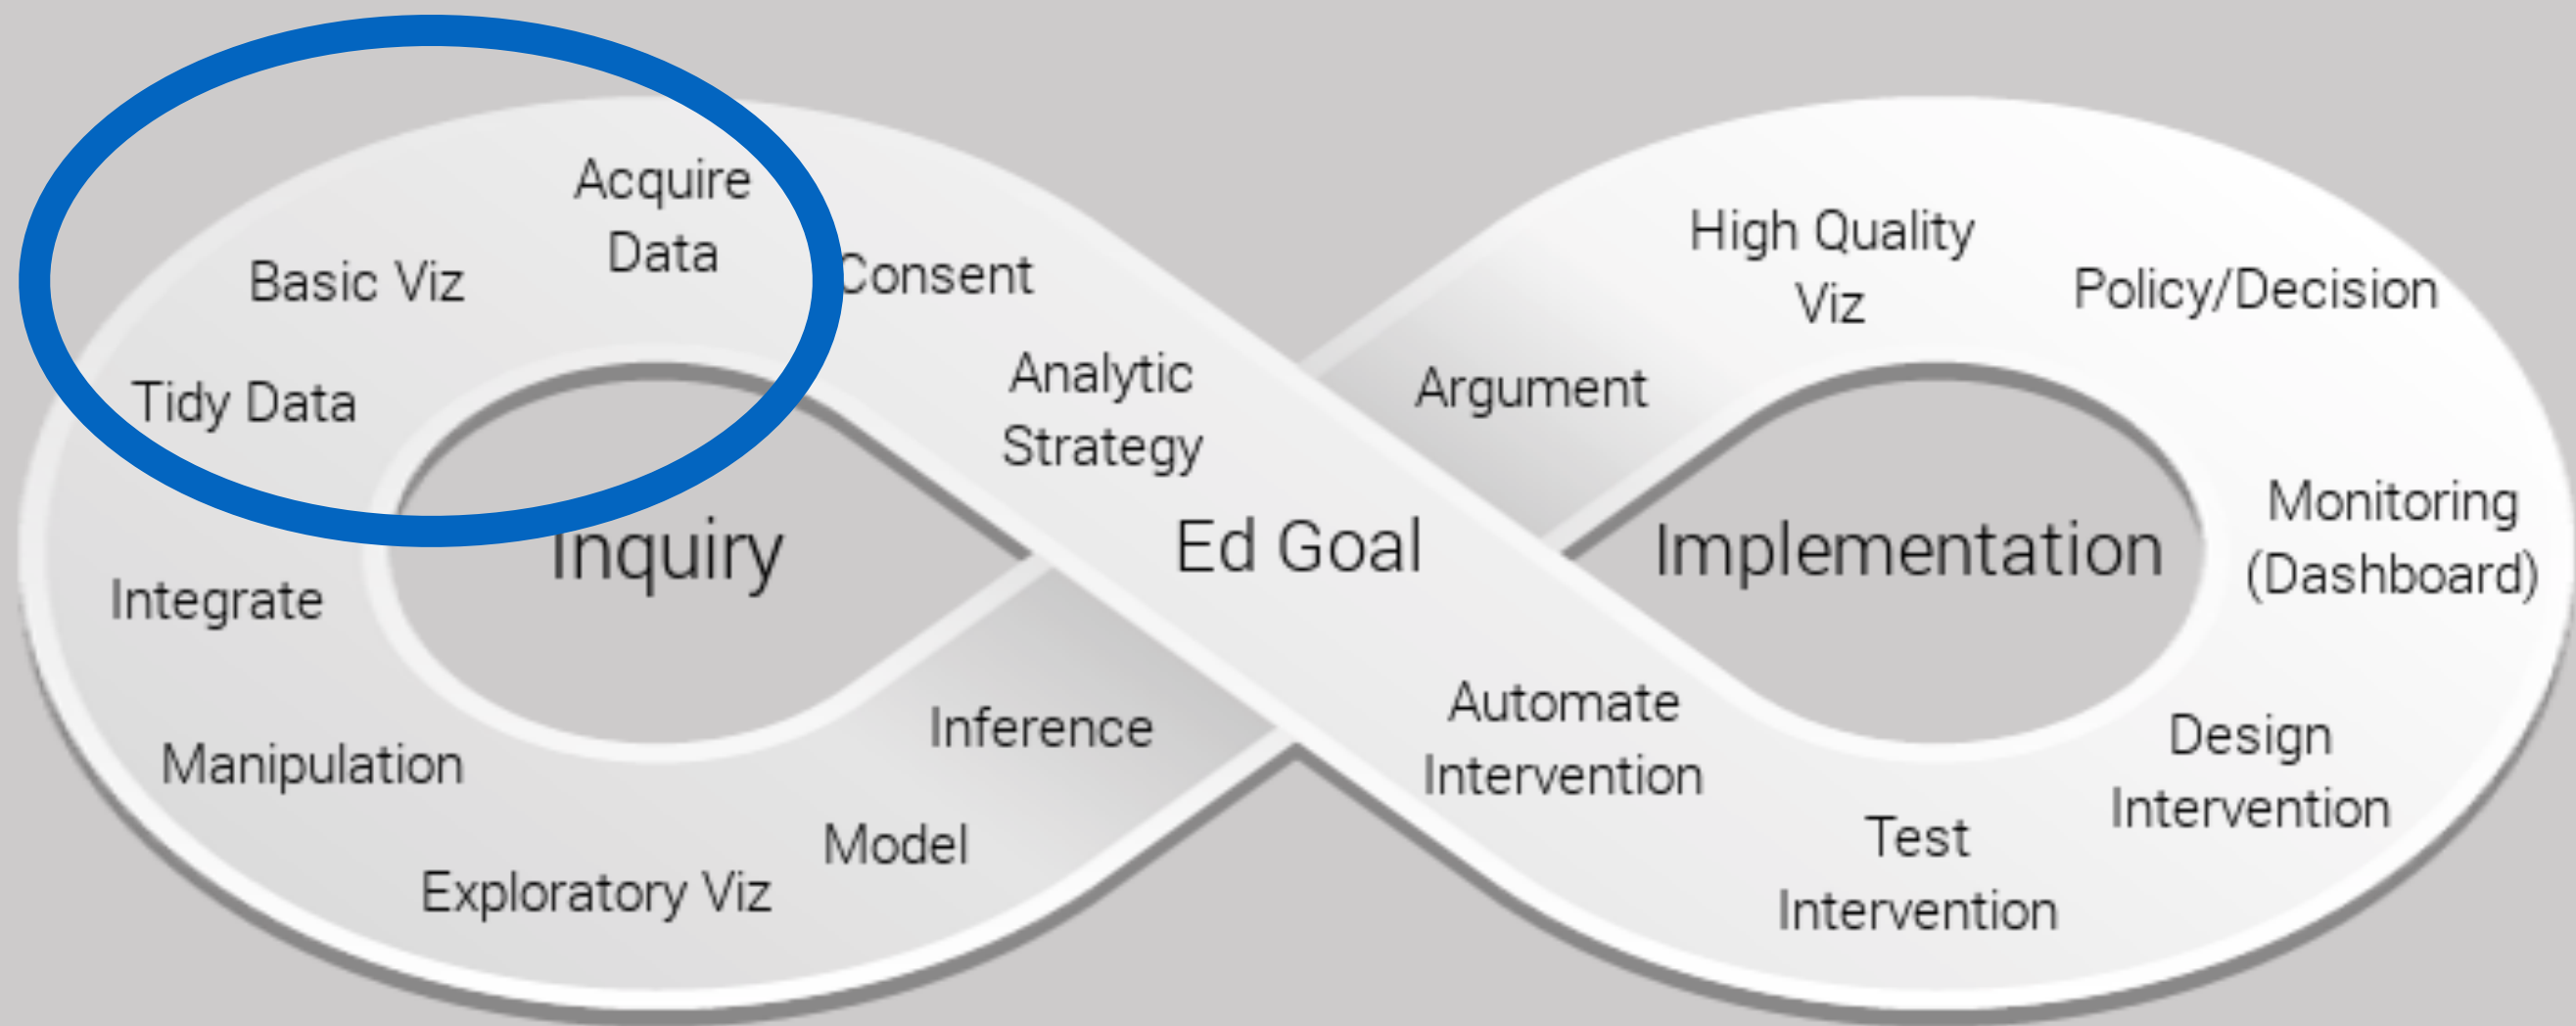 Acquire
Data
Basic Viz
Consent
Tidy Data
Analytic
Strategy
Inquiry
Ed Goal
Integrate
Manipulation
Exploratory Viz
Model
Inference
Argument
High Quality
Viz
Policy/Decision
Implementation
Monitoring
(Dashboard)
Design
Intervention
Test
Intervention
Automate
Intervention